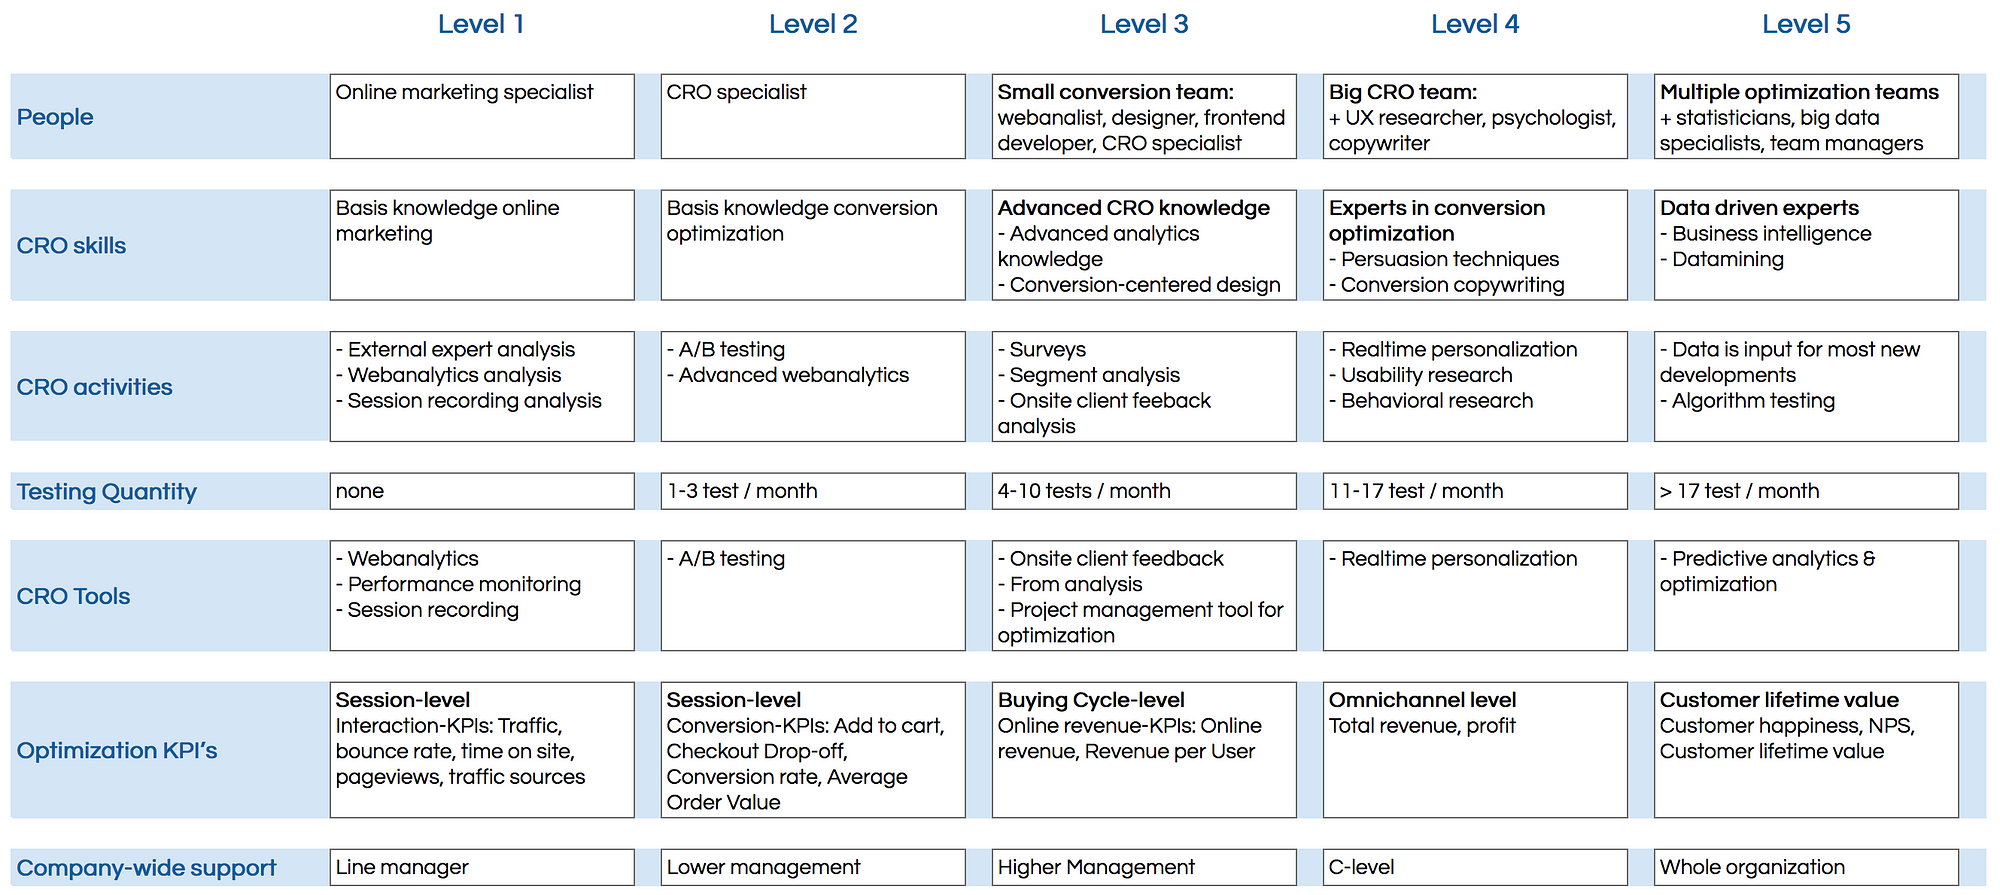 Level 1
Level 2
Level 3
Level 4
Level 5
People
Online marketing specialist
CRO specialist
Small conversion team:
webanalist, designer, frontend
developer, CRO specialist
Big CRO team:
+ UX researcher, psychologist,
copywriter
Multiple optimization teams
+ statisticians, big data
specialists, team managers
CRO skills
Basis knowledge online
marketing
Basis knowledge conversion
optimization
Advanced CRO knowledge
- Advanced analytics
knowledge
- Conversion-centered design
Experts in conversion
optimization
- Persuasion techniques
- Conversion copywriting
Data driven experts
- Business intelligence
- Datamining
CRO activities
- External expert analysis
- Webanalytics analysis
- Session recording analysis
- A/B testing
- Advanced webanalytics
- Surveys
- Segment analysis
- Onsite client feeback
analysis
- Realtime personalization
- Usability research
- Behavioral research
- Data is input for most new
developments
- Algorithm testing
Testing Quantity
none
1-3 test / month
4-10 tests / month
11-17 test / month
> 17 test / month
CRO Tools
- Webanalytics
- Performance monitoring
- Session recording
- A/B testing
- Onsite client feedback
- From analysis
- Project management tool for
optimization
- Realtime personalization
- Predictive analytics &
optimization
Optimization KPI's
Session-level
Interaction-KPIs: Traffic,
bounce rate, time on site,
pageviews, traffic sources
Session-level
Conversion-KPIs: Add to cart,
Checkout Drop-off,
Conversion rate, Average
Order Value
Buying Cycle-level
Online revenue-KPIs: Online
revenue, Revenue per User
Omnichannel level
Total revenue, profit
Customer lifetime value
Customer happiness, NPS,
Customer lifetime value
Company-wide support
Line manager
Lower management
Higher Management
C-level
Whole organization